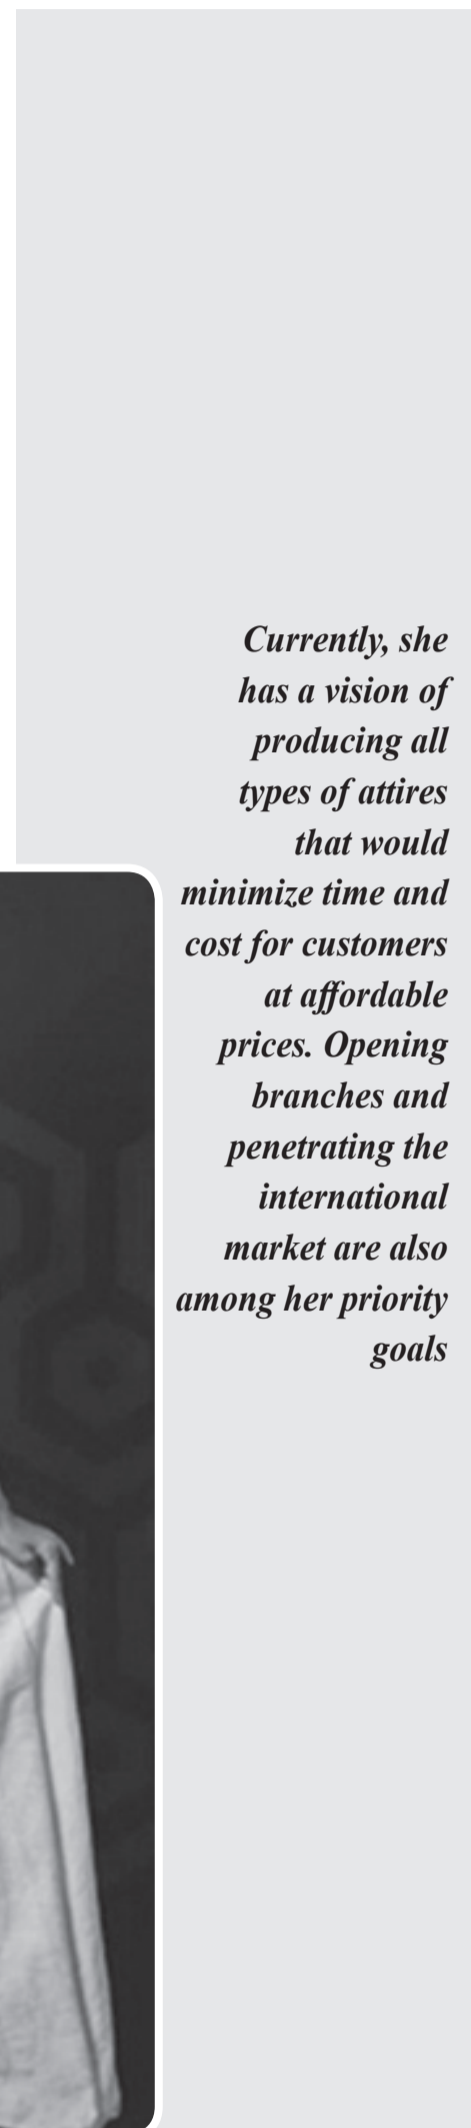 Currently, she
has a vision of
producing all
types of attires
that would
minimize time and
cost for customers
at affordable
prices. Opening
branches and
penetrating the
international
market are also
among her priority
goals